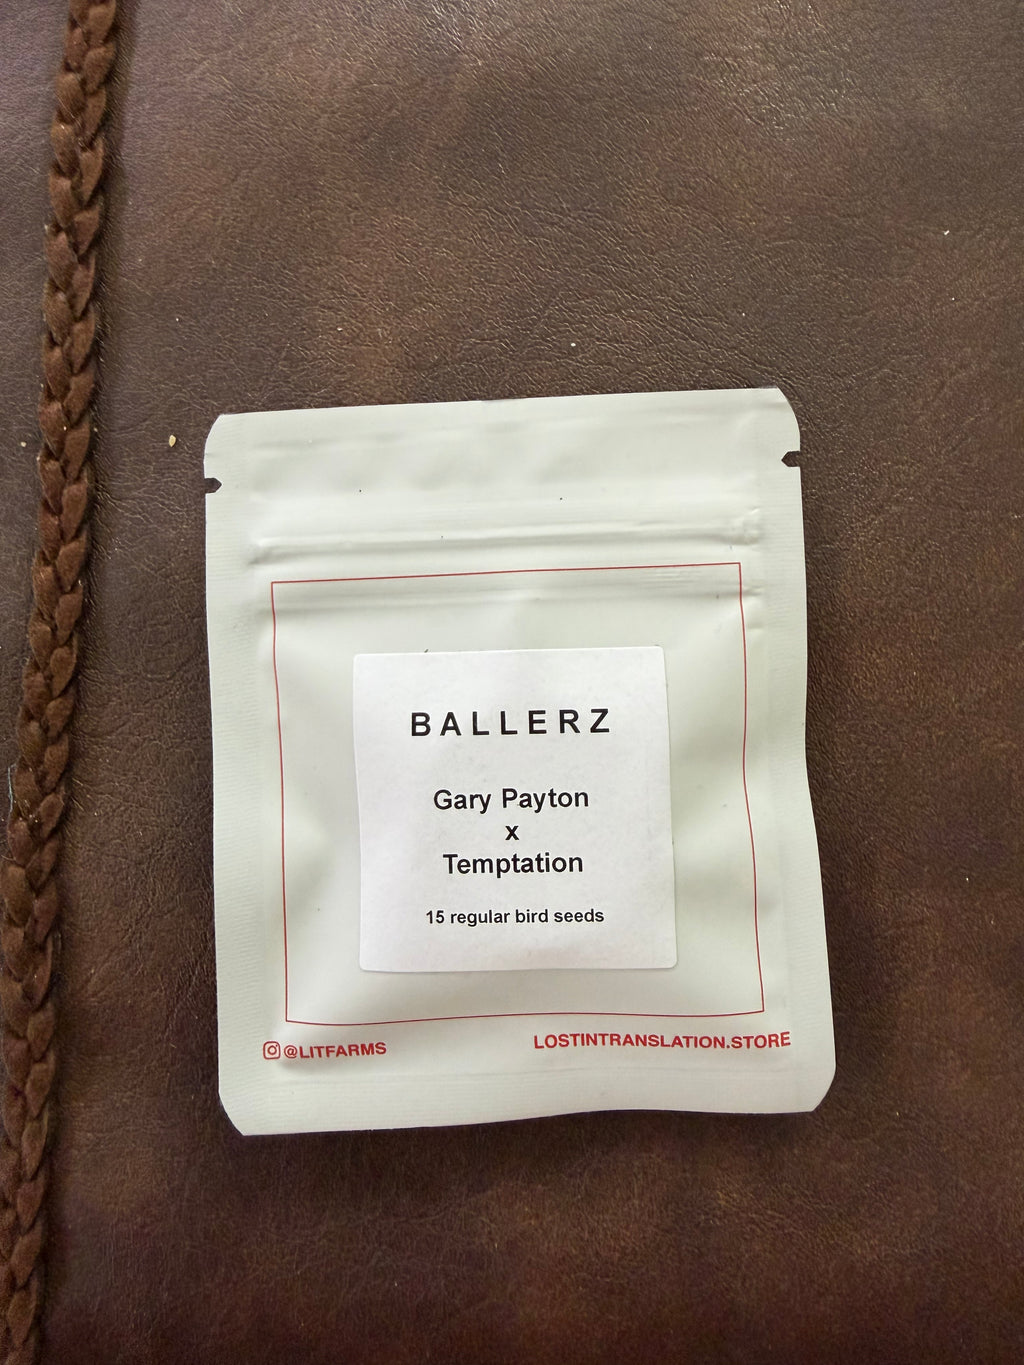 BALLERZ
Gary Payton
x
Temptation
15 regular bird seeds
@LITFARMS
LOSTINTRANSLATION.STORE